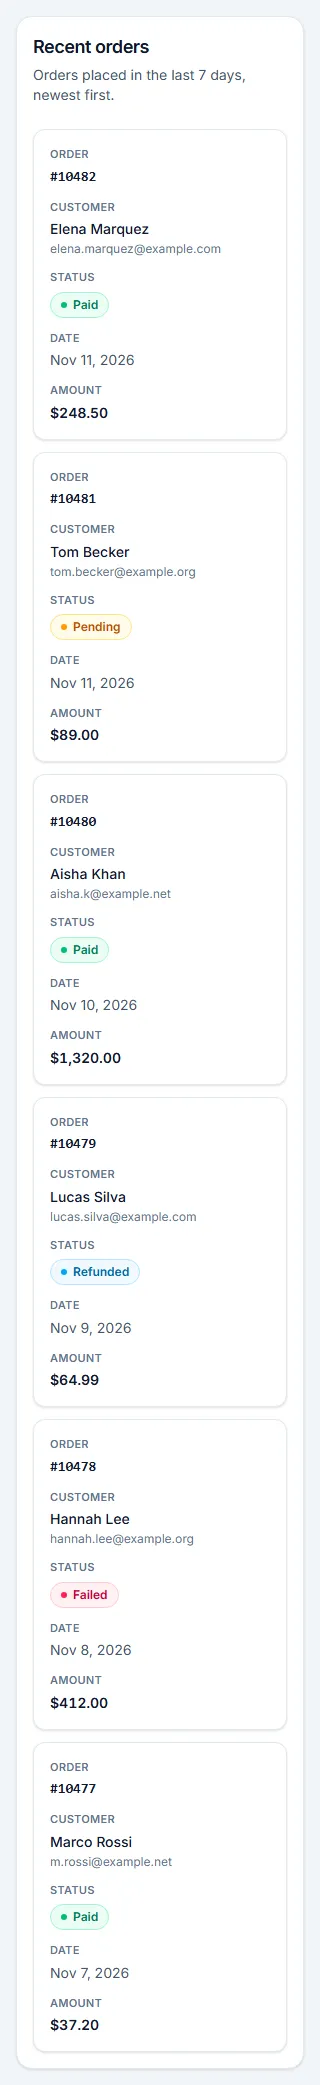 Recent orders
Orders placed in the last 7 days,
newest first.
ORDER
#10482
CUSTOMER
Elena Marquez
elena.marquez@example.com
STATUS
Paid
DATE
Nov 11, 2026
AMOUNT
$248.50
ORDER
#10481
CUSTOMER
Tom Becker
tom.becker@example.org
STATUS
Pending
DATE
Nov 11, 2026
AMOUNT
$89.00
ORDER
#10480
CUSTOMER
Aisha Khan
aisha.k@example.net
STATUS
Paid
DATE
Nov 10, 2026
AMOUNT
$1,320.00
ORDER
#10479
CUSTOMER
Lucas Silva
lucas.silva@example.com
STATUS
Refunded
DATE
Nov 9, 2026
AMOUNT
$64.99
ORDER
#10478
CUSTOMER
Hannah Lee
hannah.lee@example.org
STATUS
Failed
DATE
Nov 8, 2026
AMOUNT
$412.00
ORDER
#10477
CUSTOMER
Marco Rossi
m.rossi@example.net
STATUS
Paid
DATE
Nov 7, 2026
AMOUNT
$37.20